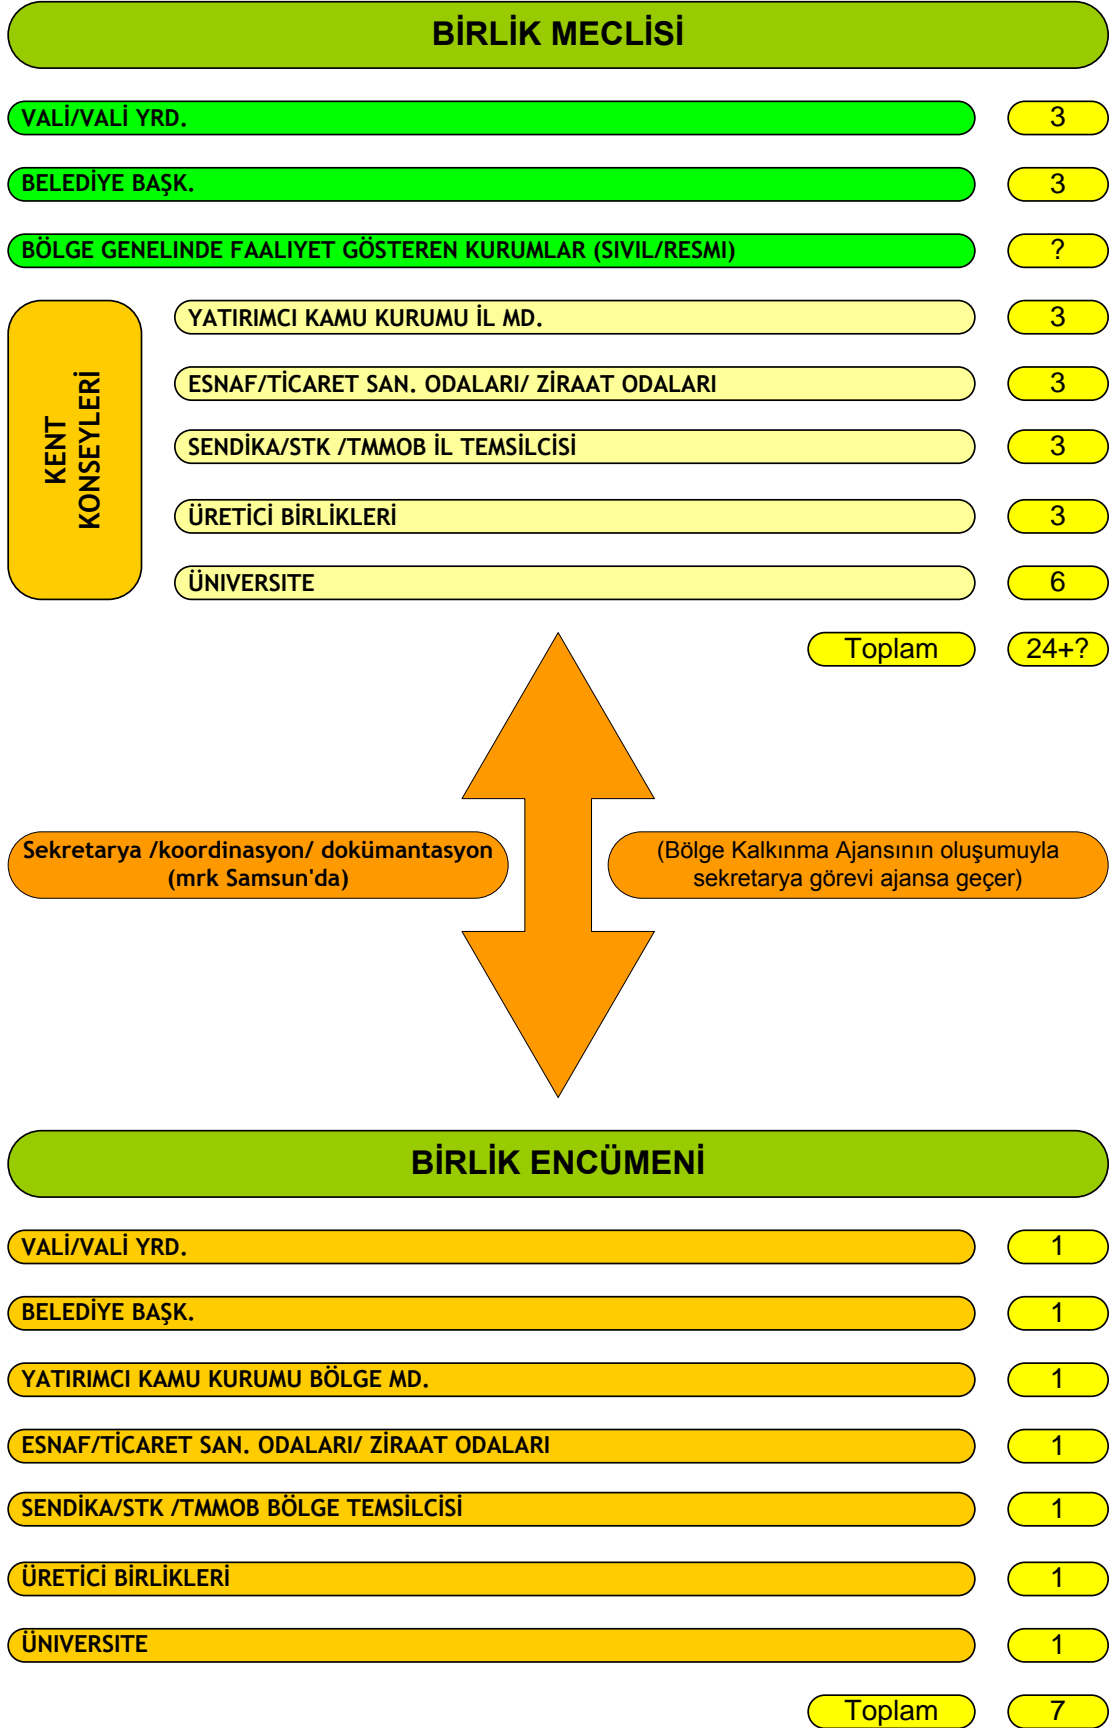 BİRLİK MECLİSİ
VALİ/VALİ YRD. 3
BELEDİYE BAŞK. 3
BÖLGE GENELINDE FAALIYET GÖSTEREN KURUMLAR (SIVIL/RESMI) ?
KENT
KONSEYLERİ
YATIRIMCI KAMU KURUMU İL MD. 3
ESNAF/TİCARET SAN. ODALARI/ ZİRAAT ODALARI 3
SENDİKA/STK /TMMOB İL TEMSİLCİSİ 3
ÜRETİCİ BİRLİKLERİ 3
ÜNIVERSITE 6
Toplam 24+?
Sekretarya /koordinasyon/ dokümantasyon
(mrk Samsun'da)
(Bölge Kalkınma Ajansının oluşumuyla
sekretarya görevi ajansa geçer)
BİRLİK ENCÜMENİ
VALİ/VALİ YRD. 1
BELEDİYE BAŞK. 1
YATIRIMCI KAMU KURUMU BÖLGE MD. 1
ESNAF/TİCARET SAN. ODALARI/ ZİRAAT ODALARI 1
SENDİKA/STK /TMMOB BÖLGE TEMSİLCİSİ 1
ÜRETİCİ BİRLİKLERİ 1
ÜNIVERSITE 1
Toplam 7